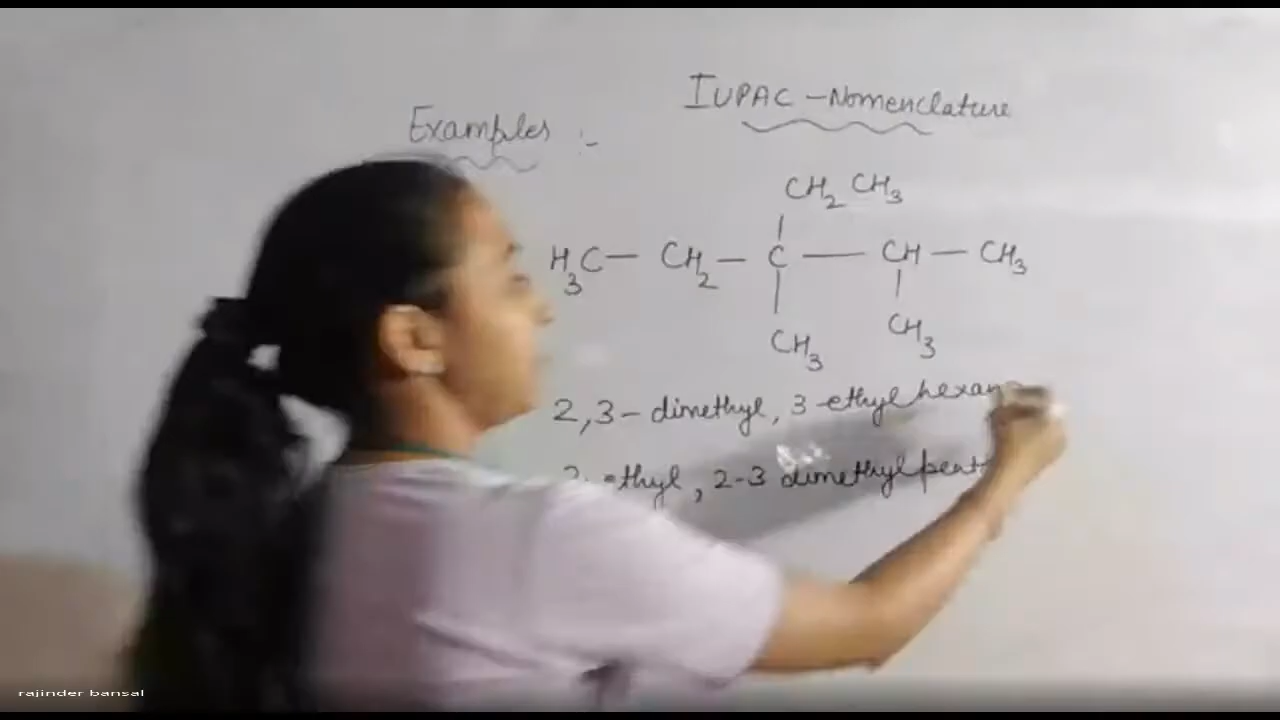 IUPAC - Nomenclature
Examples :-
CH2 CH3
H3C - CH2 - C - CH - CH3
CH3 CH3
2,3 - dimethyl, 3 ethyl
ethyl, 2-3 dimethyl
rajinder bansal